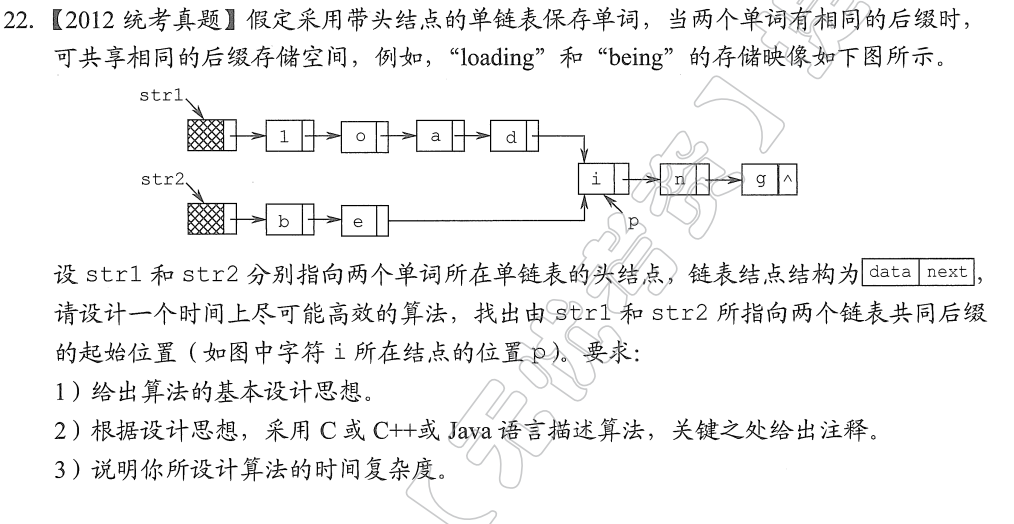 22.【2012 统考真题】假定采用带头结点的单链表保存单词，当两个单词有相同的后缀时，
可共享相同的后缀存储空间，例如，“loading”和“being”的存储映像如下图所示。
str1
l o a d
str2
i n g ∧
b e
p
设 str1 和 str2 分别指向两个单词所在单链表的头结点，链表结点结构为 data next ，
请设计一个时间上尽可能高效的算法，找出由 str1 和 str2 所指向两个链表共同后缀
的起始位置（如图中字符 i 所在结点的位置 p）。要求：
1）给出算法的基本设计思想。
2）根据设计思想，采用 C 或 C++或 Java 语言描述算法，关键之处给出注释。
3）说明你所设计算法的时间复杂度。